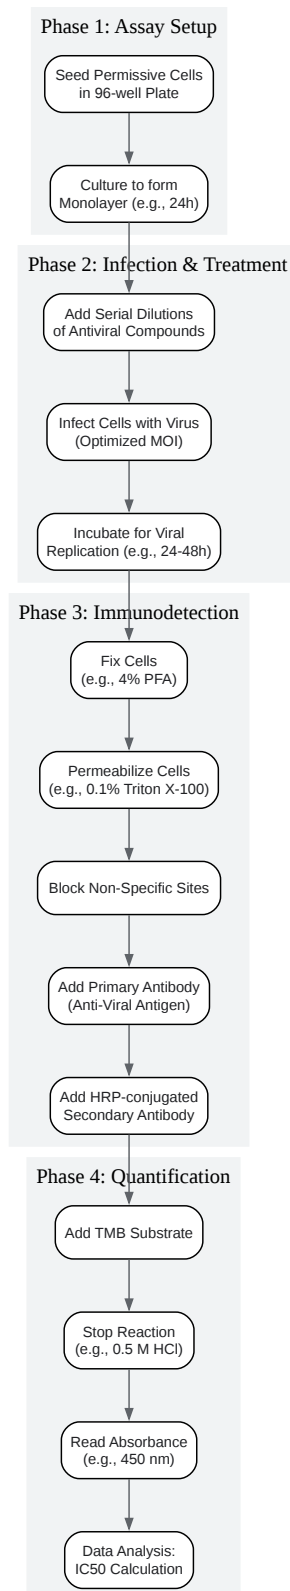 Phase 1: Assay Setup
Seed Permissive Cells
in 96-well Plate
Culture to form
Monolayer (e.g., 24h)
Phase 2: Infection & Treatment
Add Serial Dilutions
of Antiviral Compounds
Infect Cells with Virus
(Optimized MOI)
Incubate for Viral
Replication (e.g., 24-48h)
Phase 3: Immunodetection
Fix Cells
(e.g., 4% PFA)
Permeabilize Cells
(e.g., 0.1% Triton X-100)
Block Non-Specific Sites
Add Primary Antibody
(Anti-Viral Antigen)
Add HRP-conjugated
Secondary Antibody
Phase 4: Quantification
Add TMB Substrate
Stop Reaction
(e.g., 0.5 M HCl)
Read Absorbance
(e.g., 450 nm)
Data Analysis:
IC50 Calculation